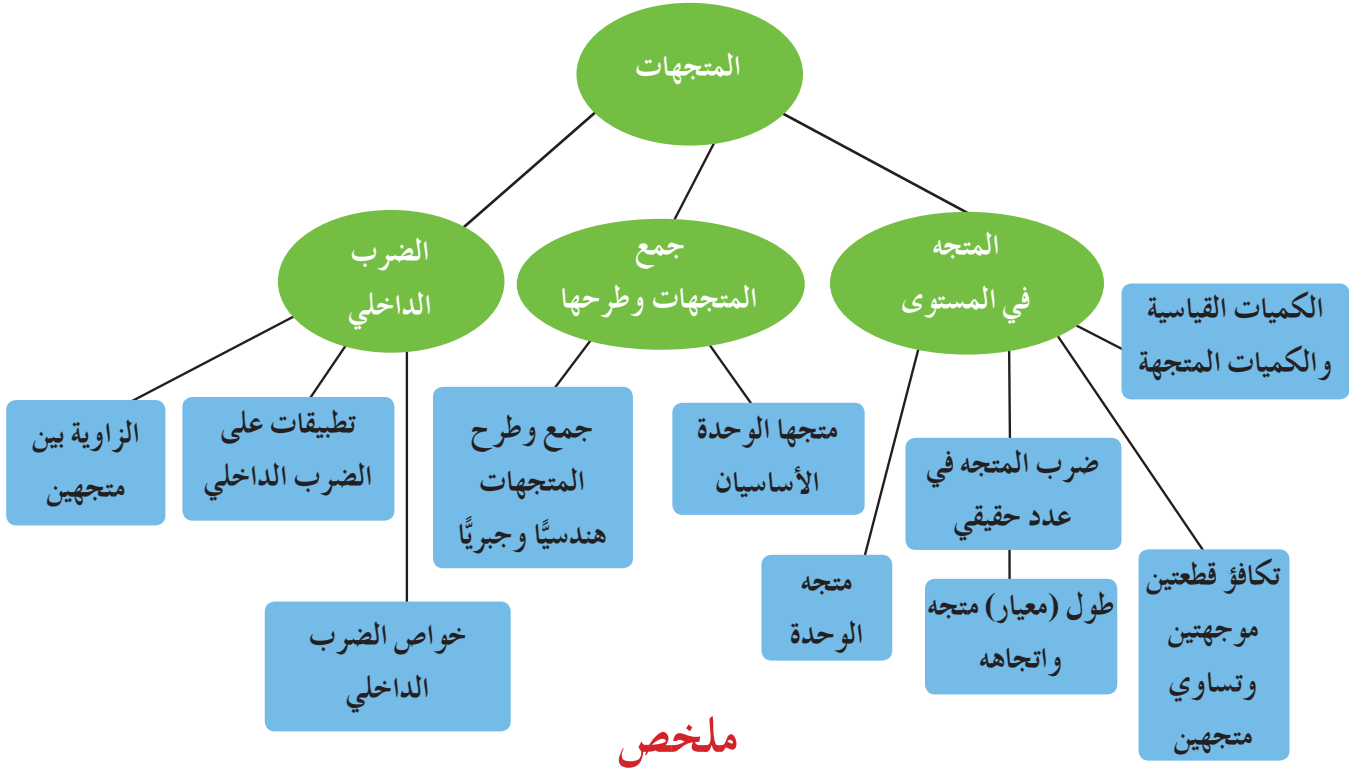 المتجهات
المتجه
في المستوى
جمع
المتجهات وطرحها
الضرب
الداخلي
الكميات القياسية
والكميات المتجهة
تكافؤ قطعتين
موجهتين
وتساوي
متجهين
ضرب المتجه في
عدد حقيقي
طول (معيار) متجه
واتجاهه
متجه
الوحدة
متجها الوحدة
الأساسيان
جمع وطرح
المتجهات
هندسيًّا وجبريًّا
تطبيقات على
الضرب الداخلي
الزاوية بين
متجهين
خواص الضرب
الداخلي
ملخص